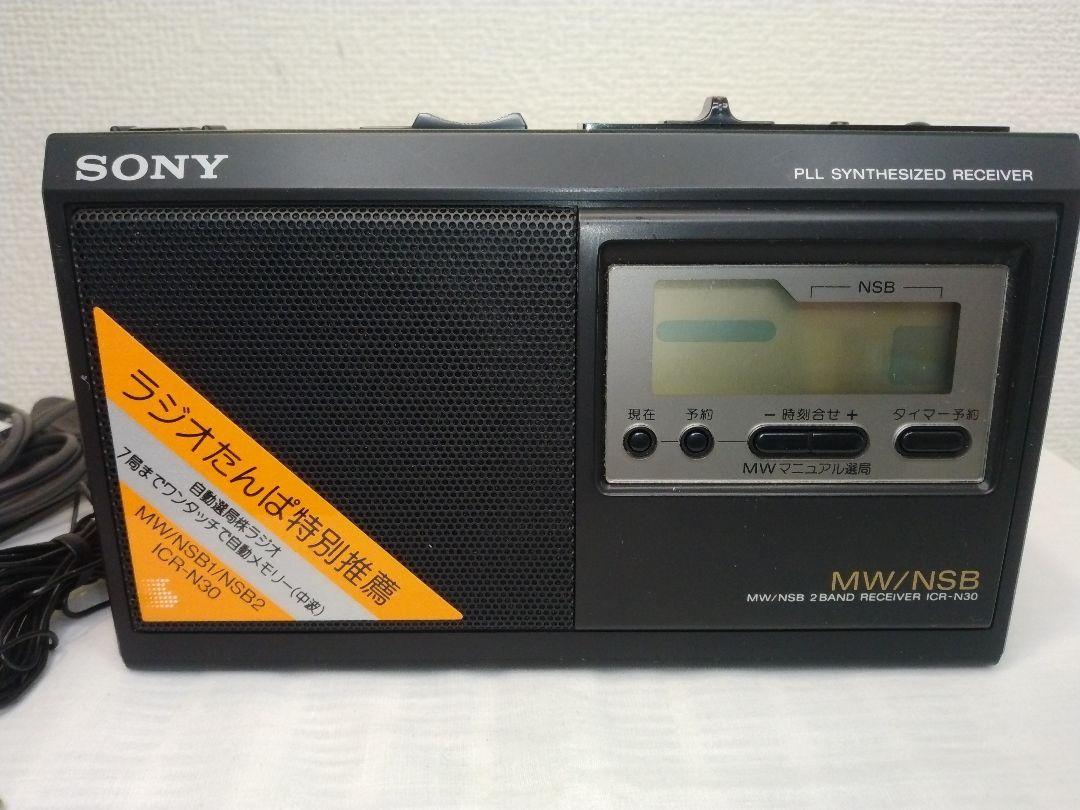 SONY
PLL SYNTHESIZED RECEIVER
NSB
現在 予約 − 時刻合せ + タイマー予約
MWマニュアル選局
ラジオたんぱ特別推薦
自動選局株ラジオ
7局までワンタッチで自動メモリー(中波)
MW/NSB1/NSB2
ICR-N30
MW/NSB
MW/NSB 2BAND RECEIVER ICR-N30